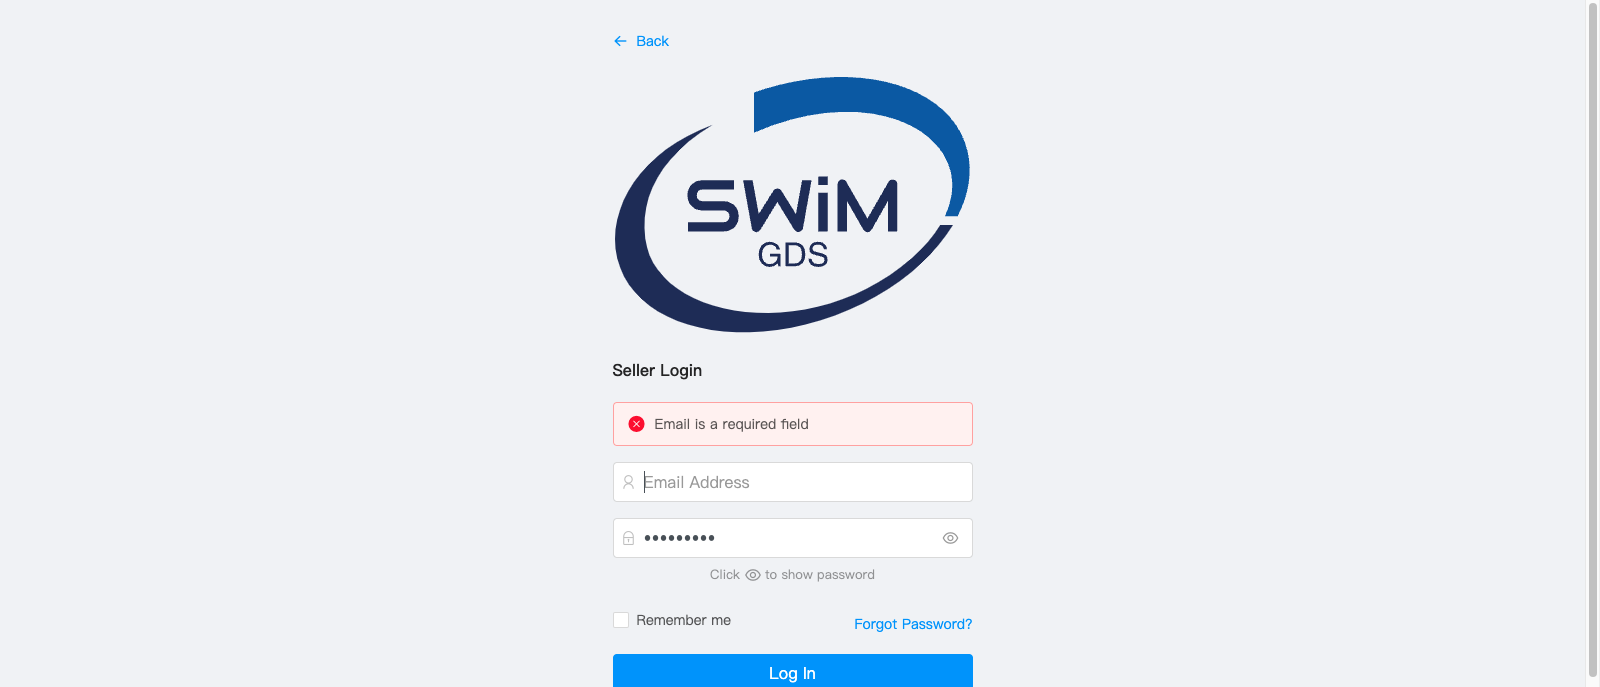 Back
SWiM
GDS
Seller Login
Email is a required field
Email Address
•••••••••
Click to show password
Remember me
Forgot Password?
Log In